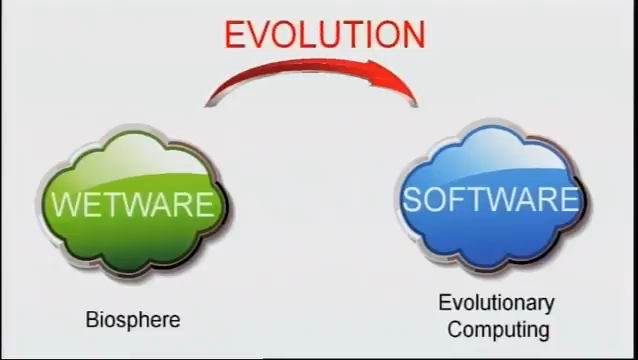 EVOLUTION
WETWARE
SOFTWARE
Biosphere
Evolutionary
Computing